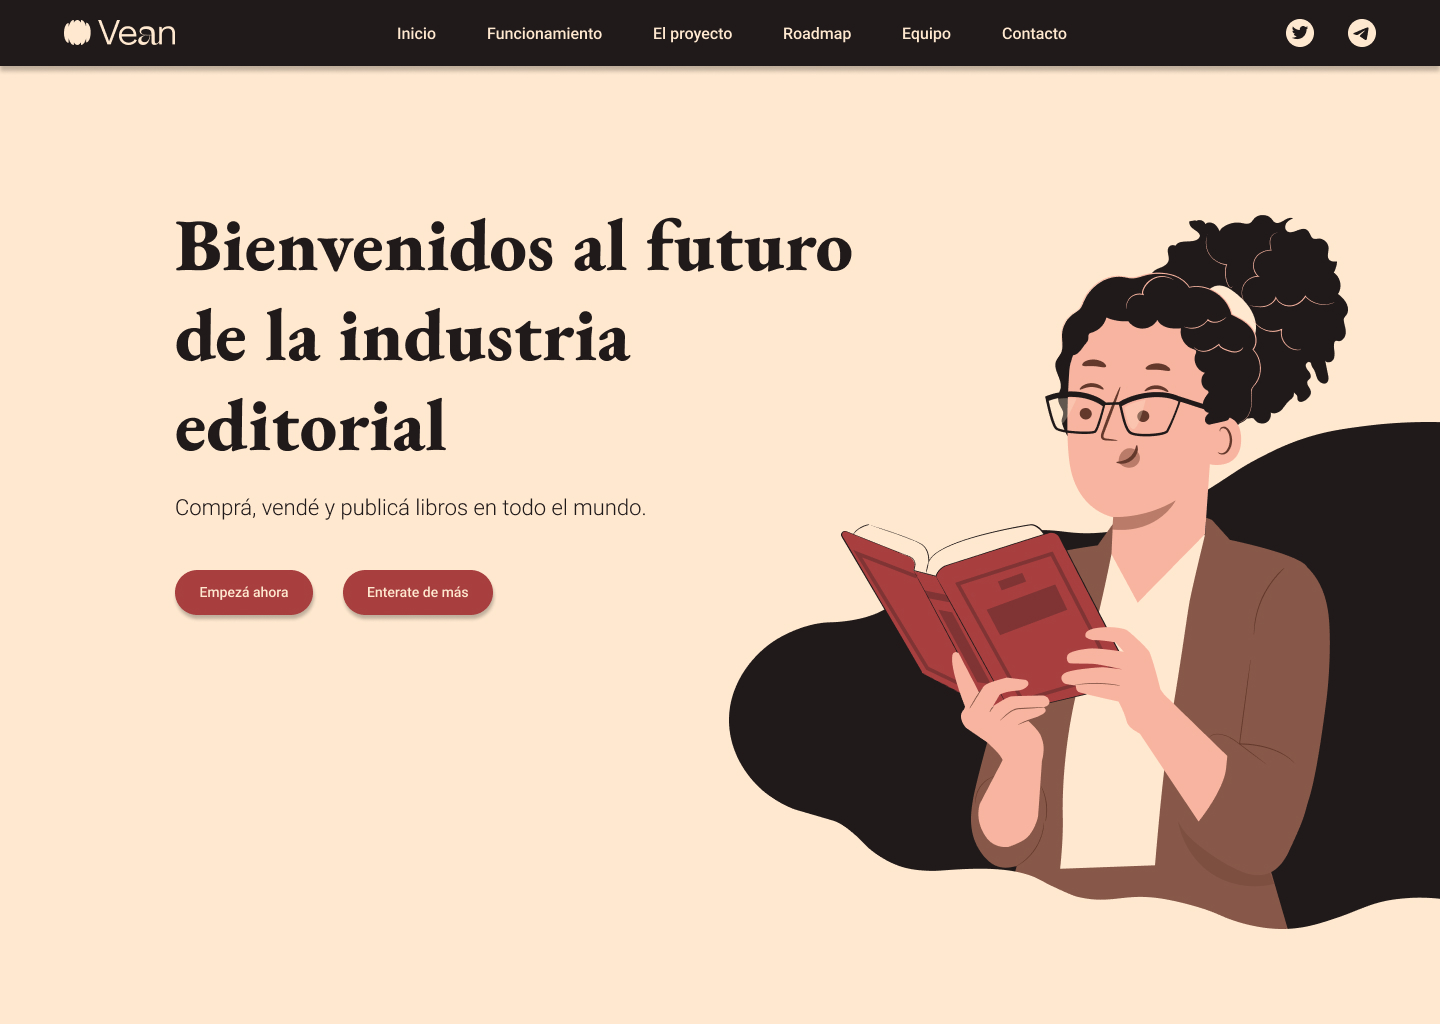 Vean
Inicio Funcionamiento El proyecto Roadmap Equipo Contacto
Bienvenidos al futuro
de la industria
editorial
Comprá, vendé y publicá libros en todo el mundo.
Empezá ahora Enterate de más